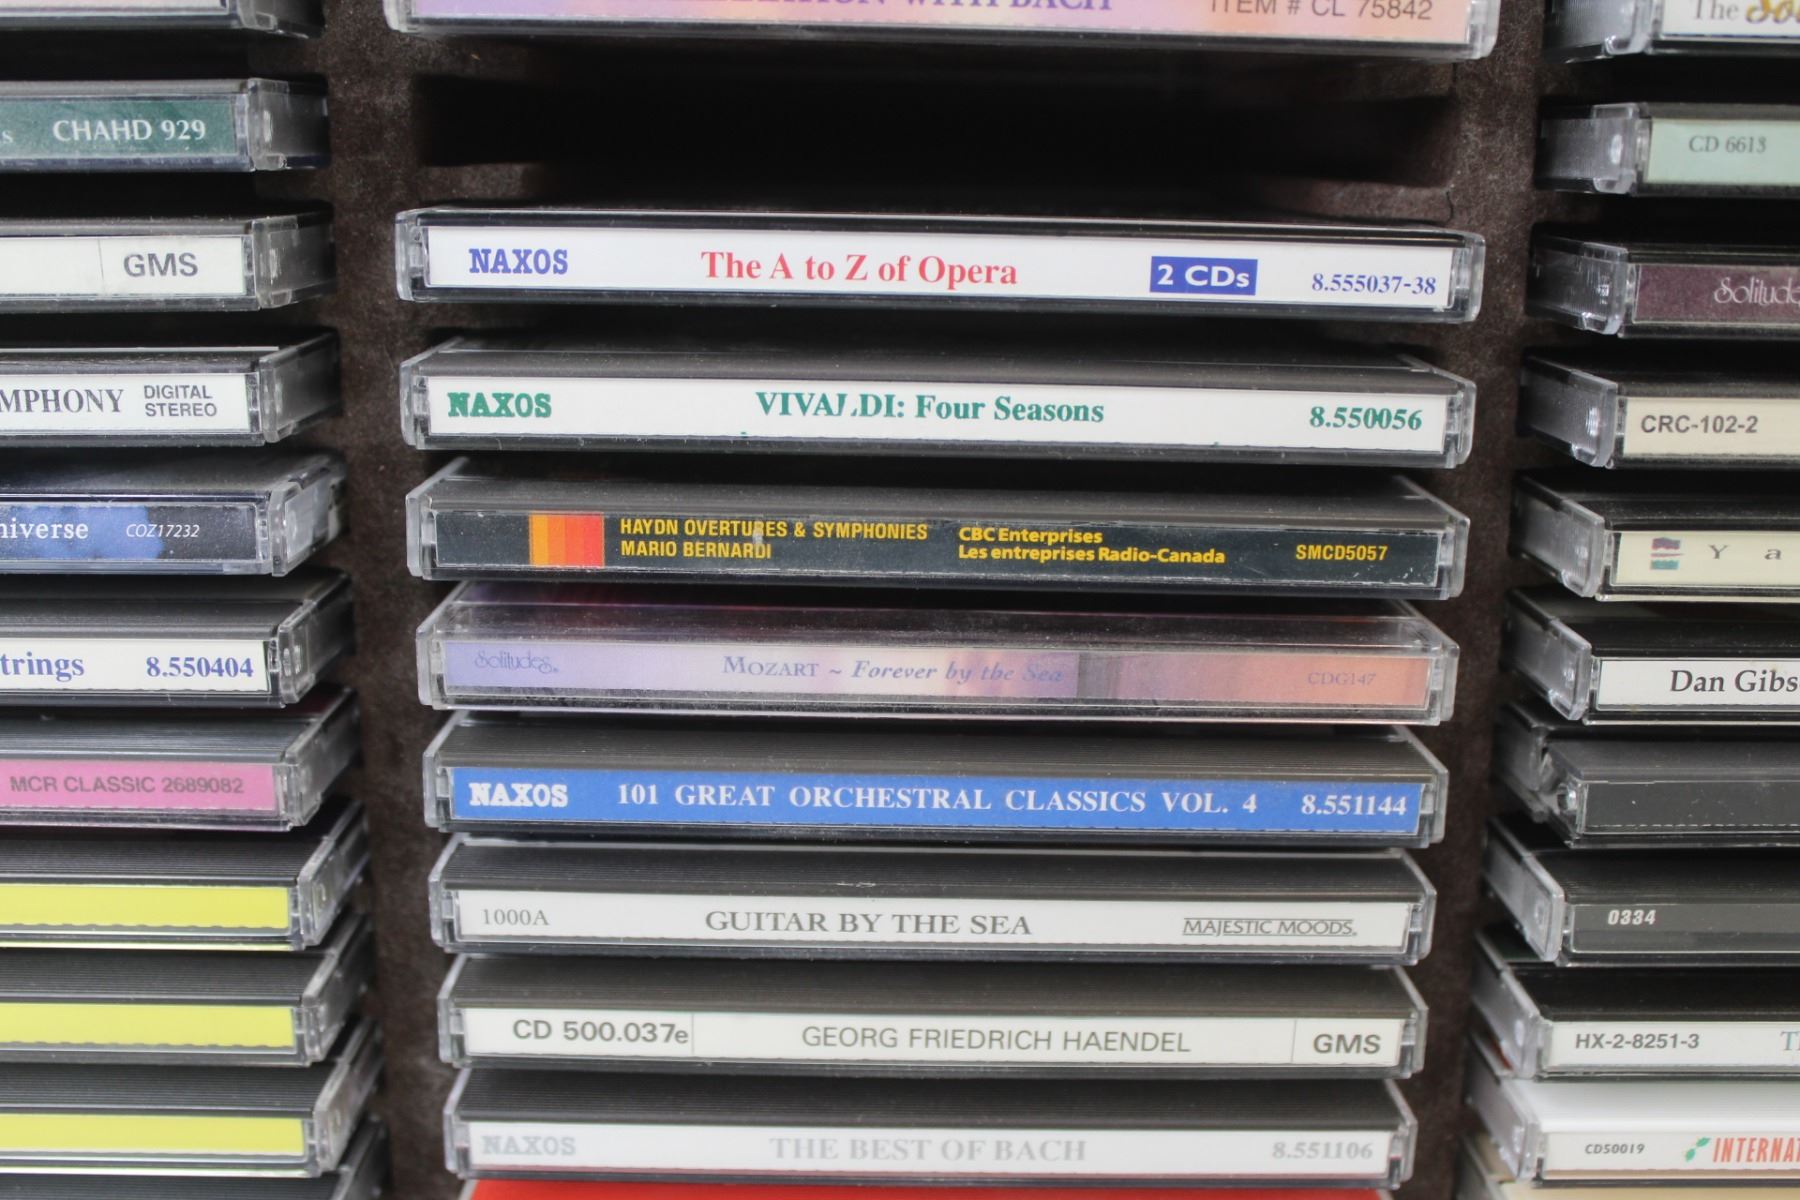 CHAHD 929
GMS
MPHONY DIGITAL STEREO
niverse COZ17232
trings 8.550404
MCR CLASSIC 2689082
WITH BACH ITEM # CL 75842
NAXOS The A to Z of Opera 2 CDs 8.555037-38
NAXOS VIVALDI: Four Seasons 8.550056
HAYDN OVERTURES & SYMPHONIES CBC Enterprises
MARIO BERNARDI Les entreprises Radio-Canada SMCD5057
Solitudes. MOZART ~ Forever by the Sea CDG147
NAXOS 101 GREAT ORCHESTRAL CLASSICS VOL. 4 8.551144
1000A GUITAR BY THE SEA MAJESTIC MOODS.
CD 500.037e GEORG FRIEDRICH HAENDEL GMS
NAXOS THE BEST OF BACH 8.551106
The
CD 6613
Solitude
CRC-102-2
Y a
Dan Gibs
0334
HX-2-8251-3
CD50019 INTERNA